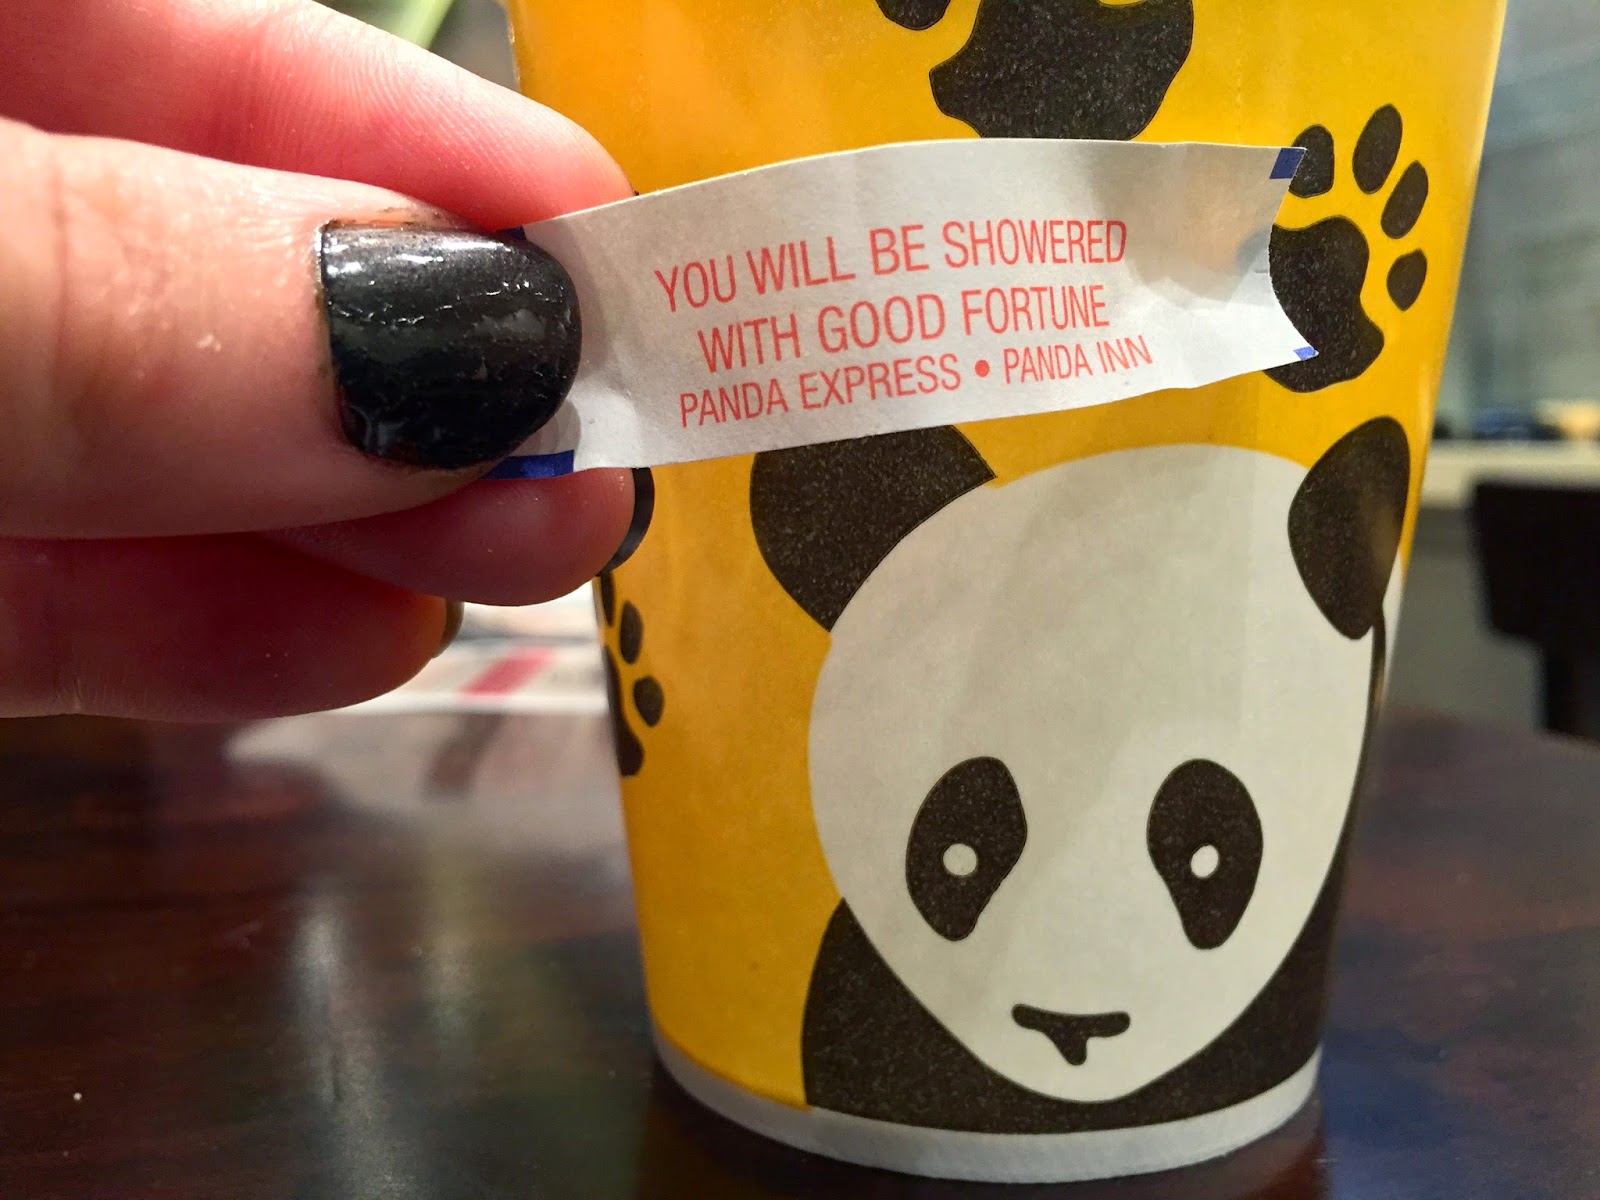 YOU WILL BE SHOWERED
WITH GOOD FORTUNE
PANDA EXPRESS • PANDA INN